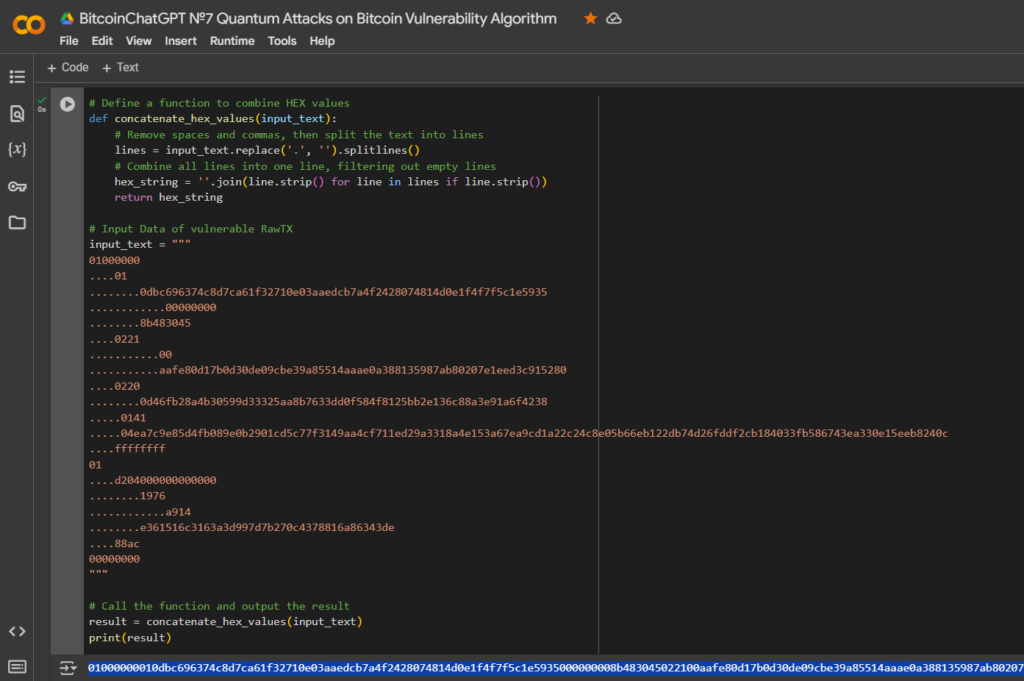 BitcoinChatGPT №7 Quantum Attacks on Bitcoin Vulnerability Algorithm
File Edit View Insert Runtime Tools Help
+ Code + Text
0s
# Define a function to combine HEX values
def concatenate_hex_values(input_text):
# Remove spaces and commas, then split the text into lines
lines = input_text.replace('.', '').splitlines()
# Combine all lines into one line, filtering out empty lines
hex_string = ''.join(line.strip() for line in lines if line.strip())
return hex_string
# Input Data of vulnerable RawTX
input_text = """
01000000
....01
........0dbc696374c8d7ca61f32710e03aaedcb7a4f2428074814d0e1f4f7f5c1e5935
............00000000
........8b483045
....0221
...........00
...........aafe80d17b0d30de09cbe39a85514aaae0a388135987ab80207e1eed3c915280
....0220
........0d46fb28a4b30599d33325aa8b7633dd0f584f8125bb2e136c88a3e91a6f4238
.....0141
.....04ea7c9e85d4fb089e0b2901cd5c77f3149aa4cf711ed29a3318a4e153a67ea9cd1a22c24c8e05b66eb122db74d26fddf2cb184033fb586743ea330e15eeb8240c
....ffffffff
01
....d204000000000000
........1976
............a914
........e361516c3163a3d997d7b270c4378816a86343de
....88ac
00000000
"""
# Call the function and output the result
result = concatenate_hex_values(input_text)
print(result)
01000000010dbc696374c8d7ca61f32710e03aaedcb7a4f2428074814d0e1f4f7f5c1e5935000000008b483045022100aafe80d17b0d30de09cbe39a85514aaae0a388135987ab80207